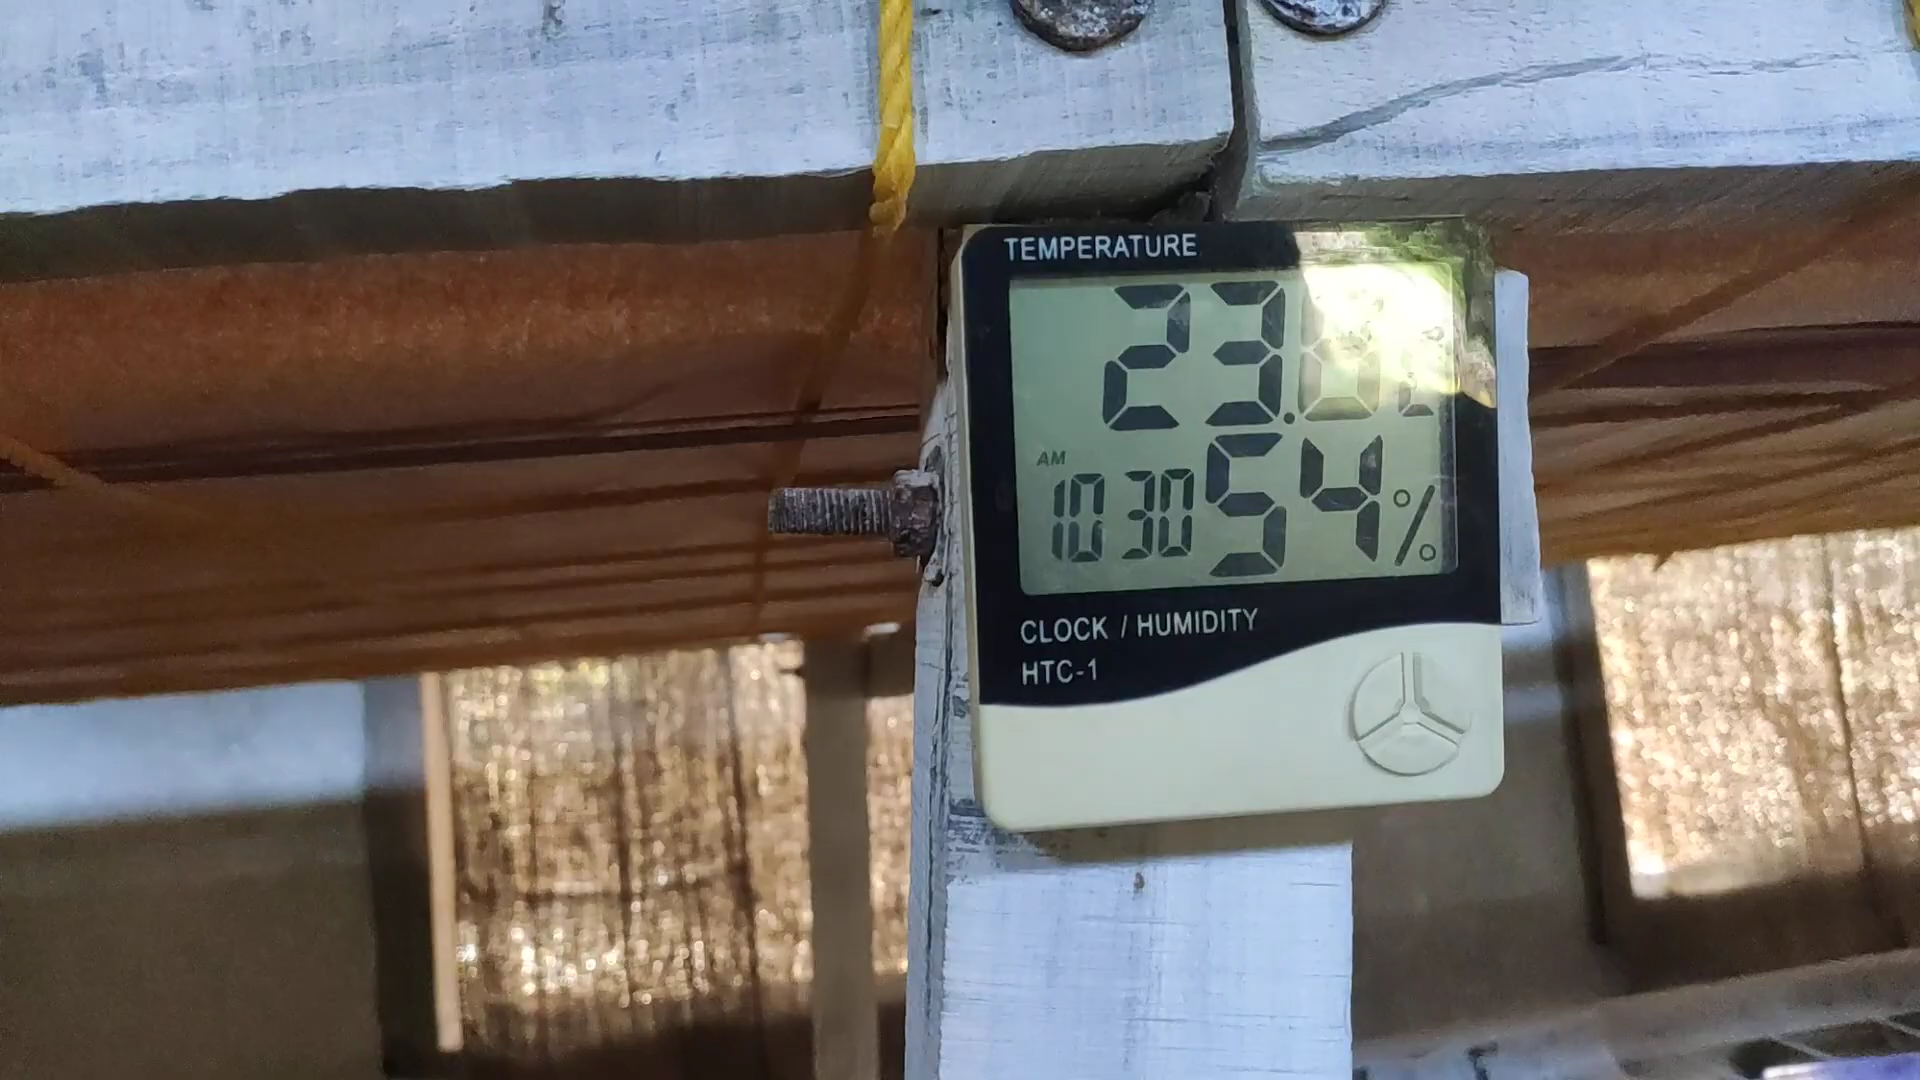 TEMPERATURE
23.
AM
10 30 54%
CLOCK / HUMIDITY
HTC-1